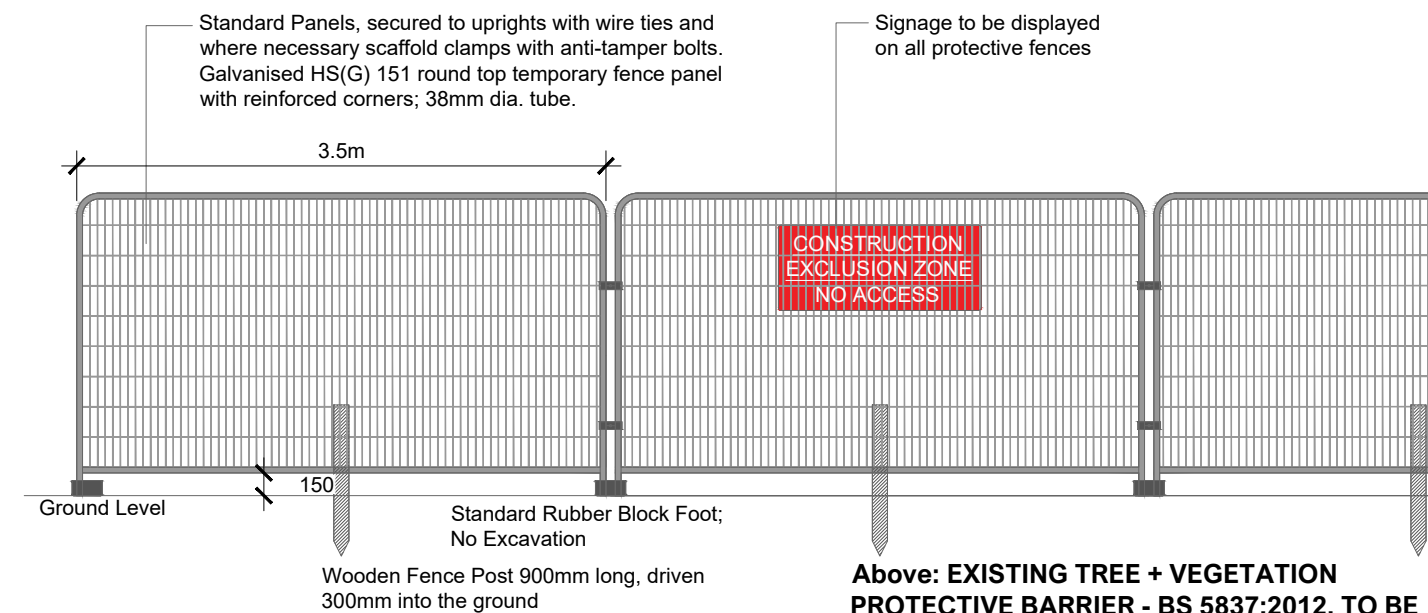 Standard Panels, secured to uprights with wire ties and
where necessary scaffold clamps with anti-tamper bolts.
Galvanised HS(G) 151 round top temporary fence panel
with reinforced corners; 38mm dia. tube.
Signage to be displayed
on all protective fences
3.5m
CONSTRUCTION
EXCLUSION ZONE
NO ACCESS
150
Ground Level
Standard Rubber Block Foot;
No Excavation
Wooden Fence Post 900mm long, driven
300mm into the ground
Above: EXISTING TREE + VEGETATION
PROTECTIVE BARRIER - BS 5837:2012. TO BE